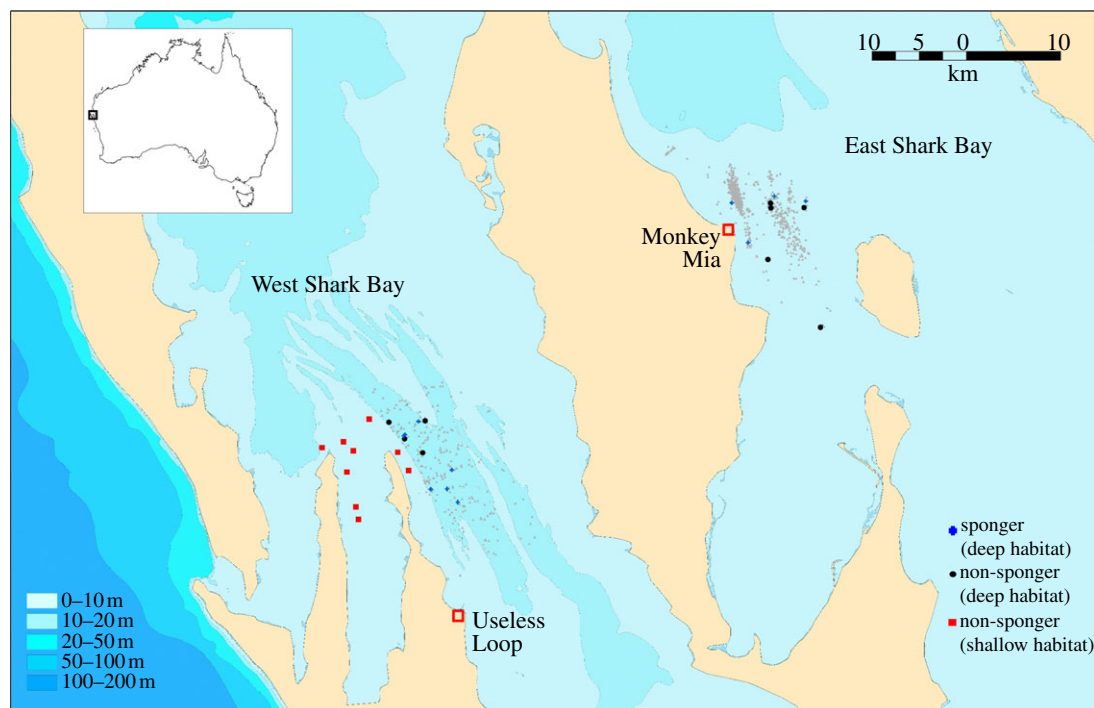 10 5 0 10
km
East Shark Bay
Monkey
Mia
West Shark Bay
sponger
(deep habitat)
non-sponger
(deep habitat)
non-sponger
(shallow habitat)
0–10 m
10–20 m
20–50 m
50–100 m
100–200 m
Useless
Loop